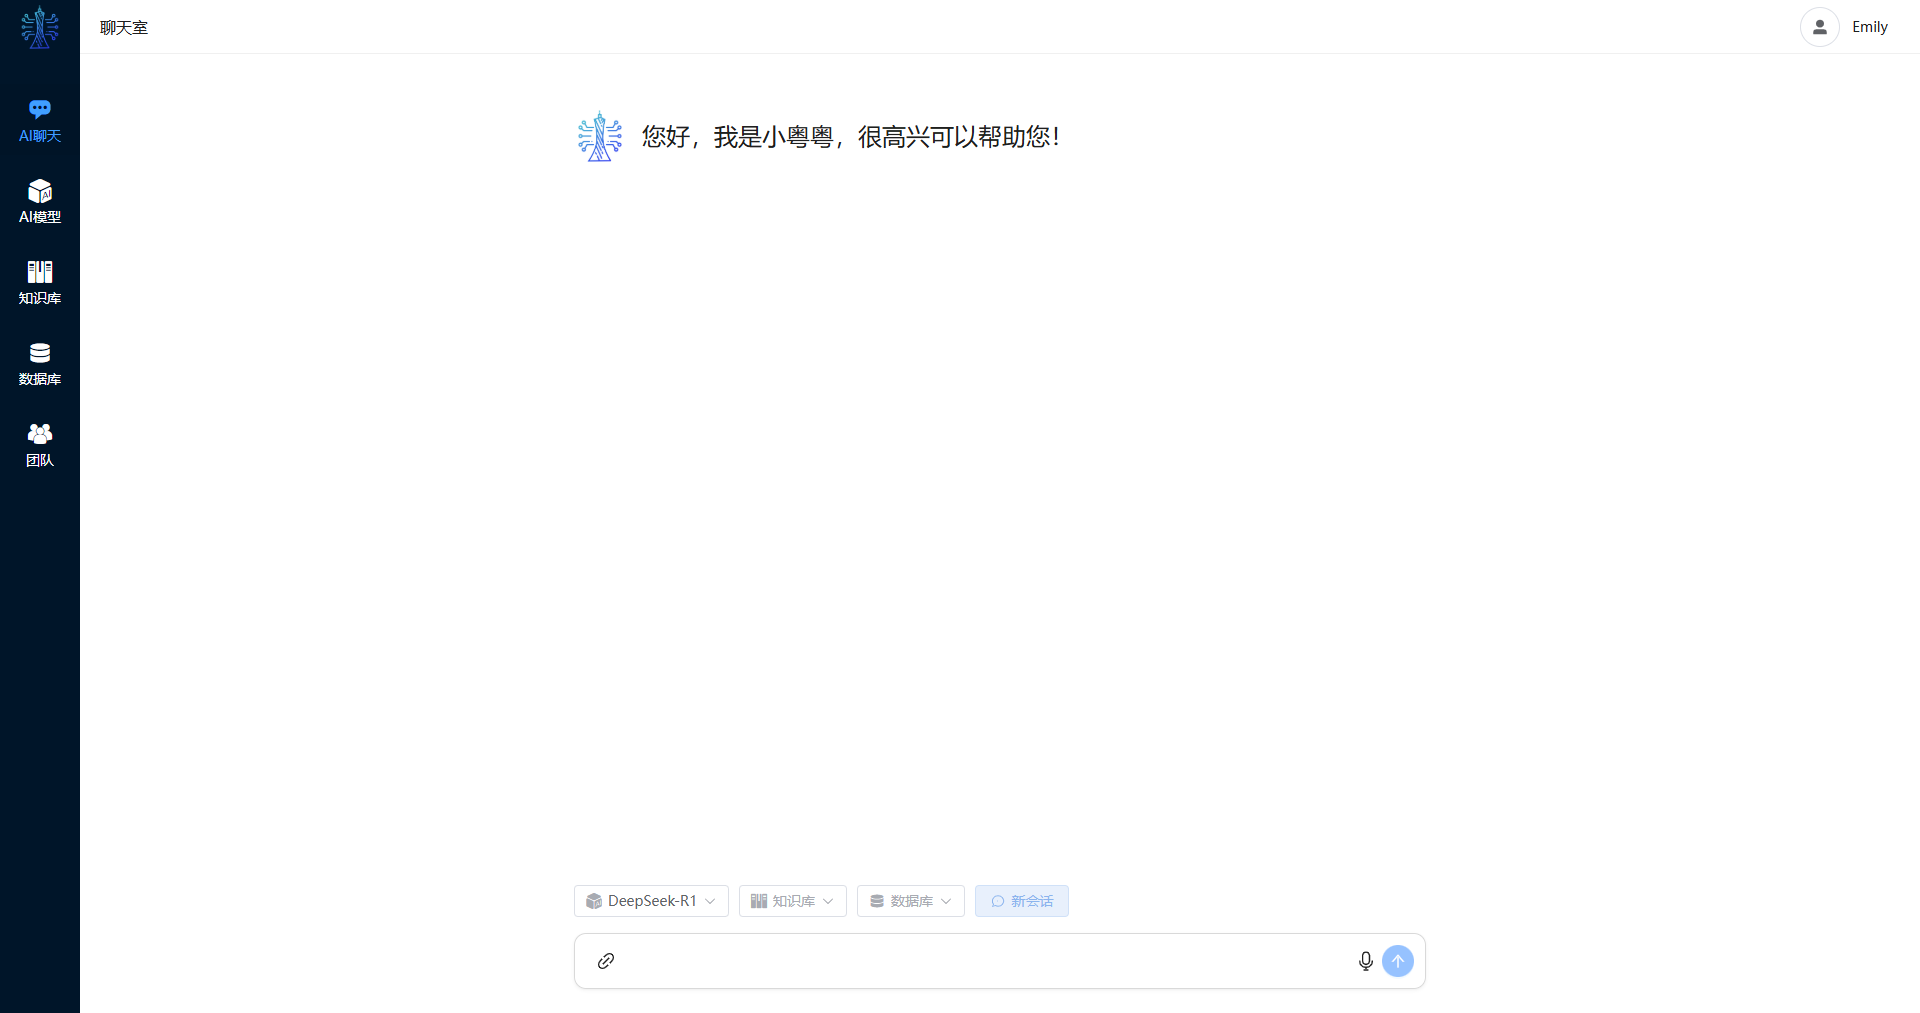 聊天室
Emily
AI聊天
AI模型
知识库
数据库
团队
您好，我是小粤粤，很高兴可以帮助您！
DeepSeek-R1
知识库
数据库
新会话